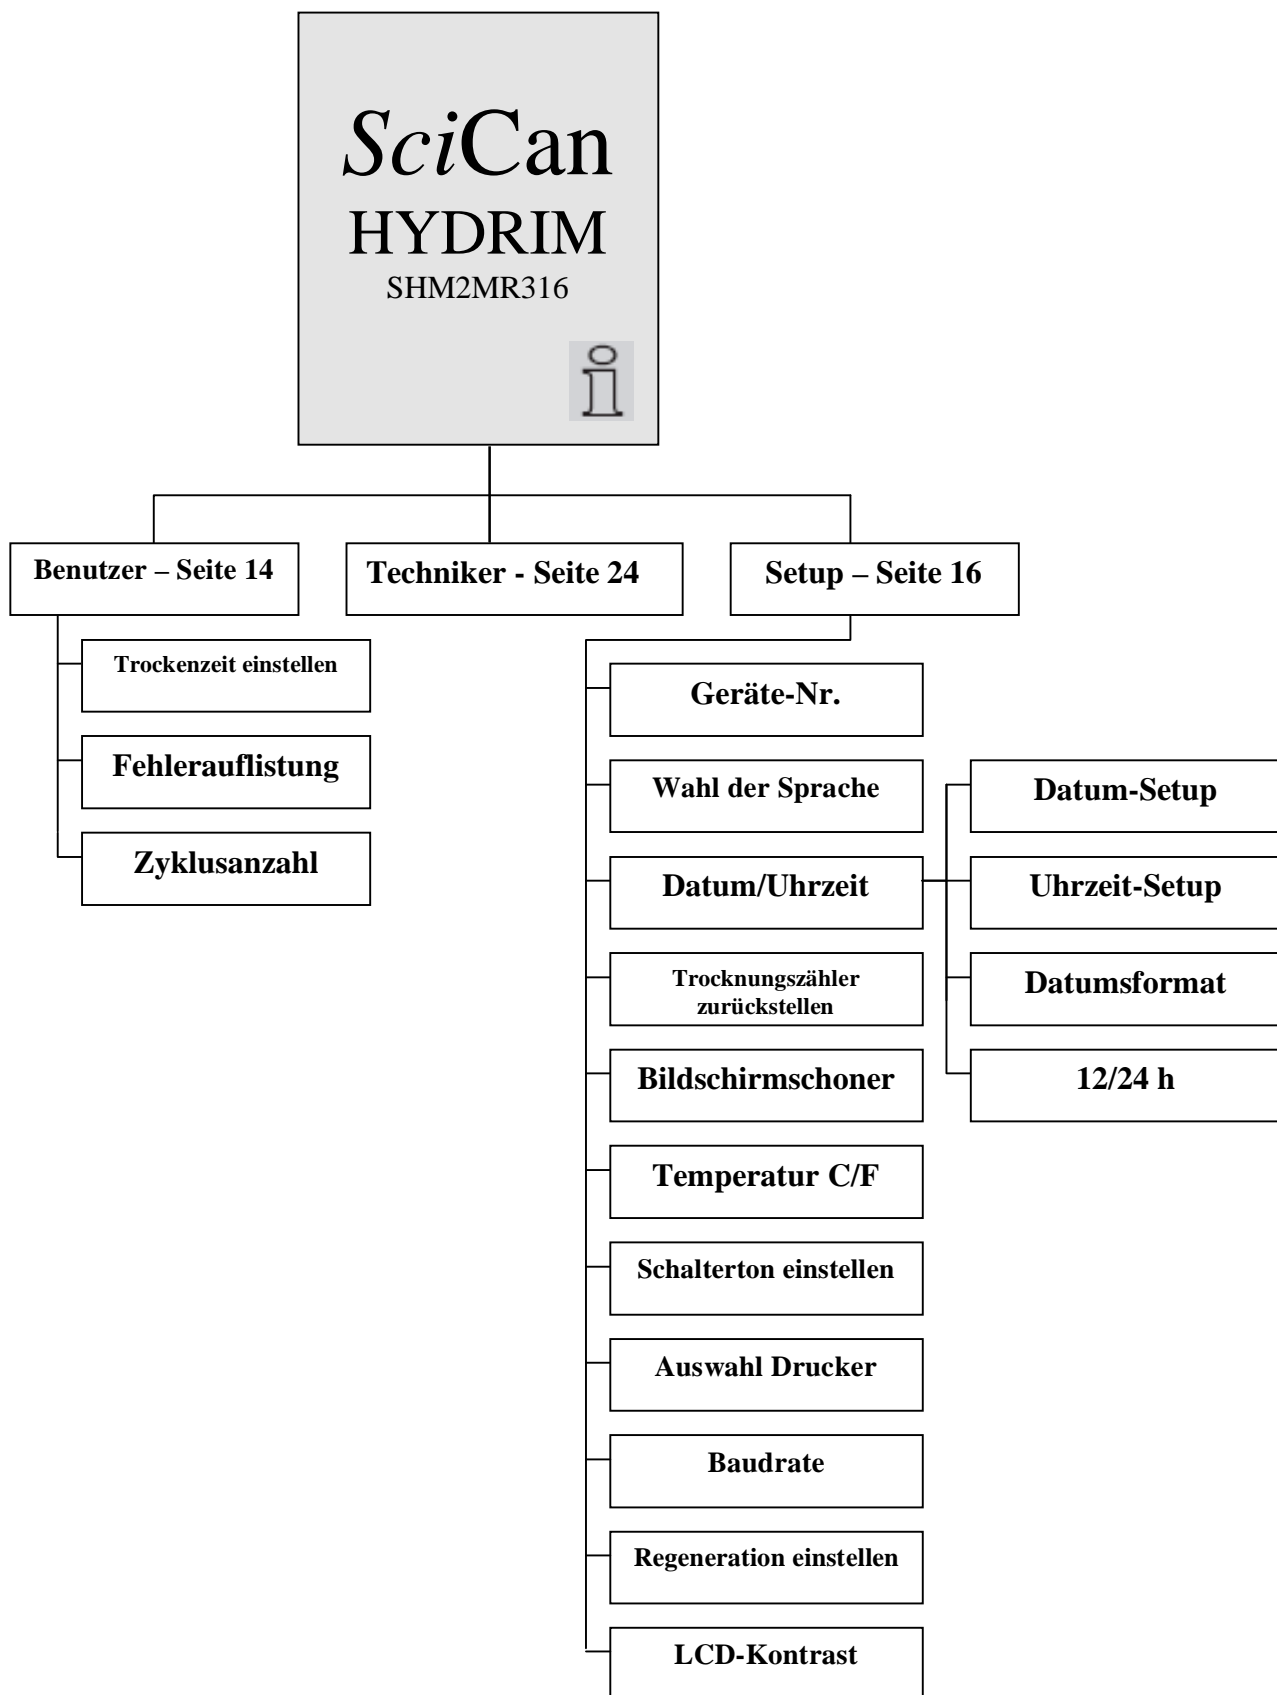 SciCan
HYDRIM
SHM2MR316
Benutzer – Seite 14
Techniker - Seite 24
Setup – Seite 16
Trockenzeit einstellen
Fehlerauflistung
Zyklusanzahl
Geräte-Nr.
Wahl der Sprache
Datum/Uhrzeit
Trocknungszähler
zurückstellen
Bildschirmschoner
Temperatur C/F
Schalterton einstellen
Auswahl Drucker
Baudrate
Regeneration einstellen
LCD-Kontrast
Datum-Setup
Uhrzeit-Setup
Datumsformat
12/24 h